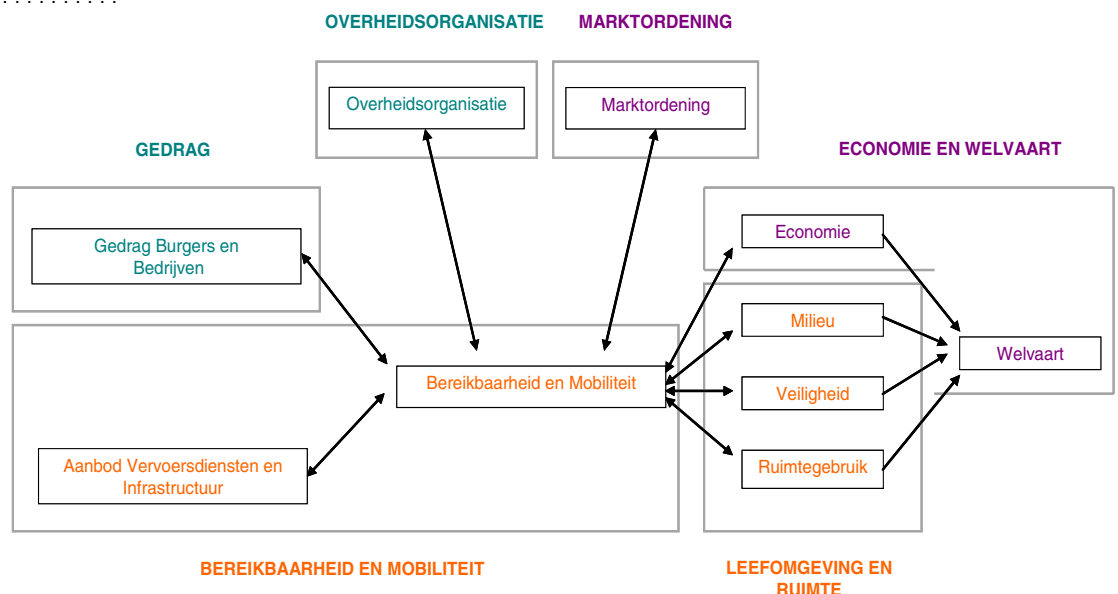 OVERHEIDSORGANISATIE
MARKTORDENING
Overheidsorganisatie
Marktordening
GEDRAG
ECONOMIE EN WELVAART
Gedrag Burgers en
Bedrijven
Economie
Milieu
Welvaart
Bereikbaarheid en Mobiliteit
Veiligheid
Aanbod Vervoersdiensten en
Infrastructuur
Ruimtegebruik
BEREIKBAARHEID EN MOBILITEIT
LEEFOMGEVING EN
RUIMTE